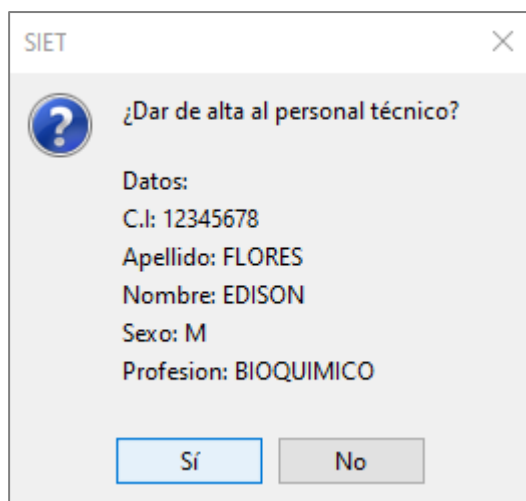 SIET
¿Dar de alta al personal técnico?
Datos:
C.I: 12345678
Apellido: FLORES
Nombre: EDISON
Sexo: M
Profesion: BIOQUIMICO
Sí
No